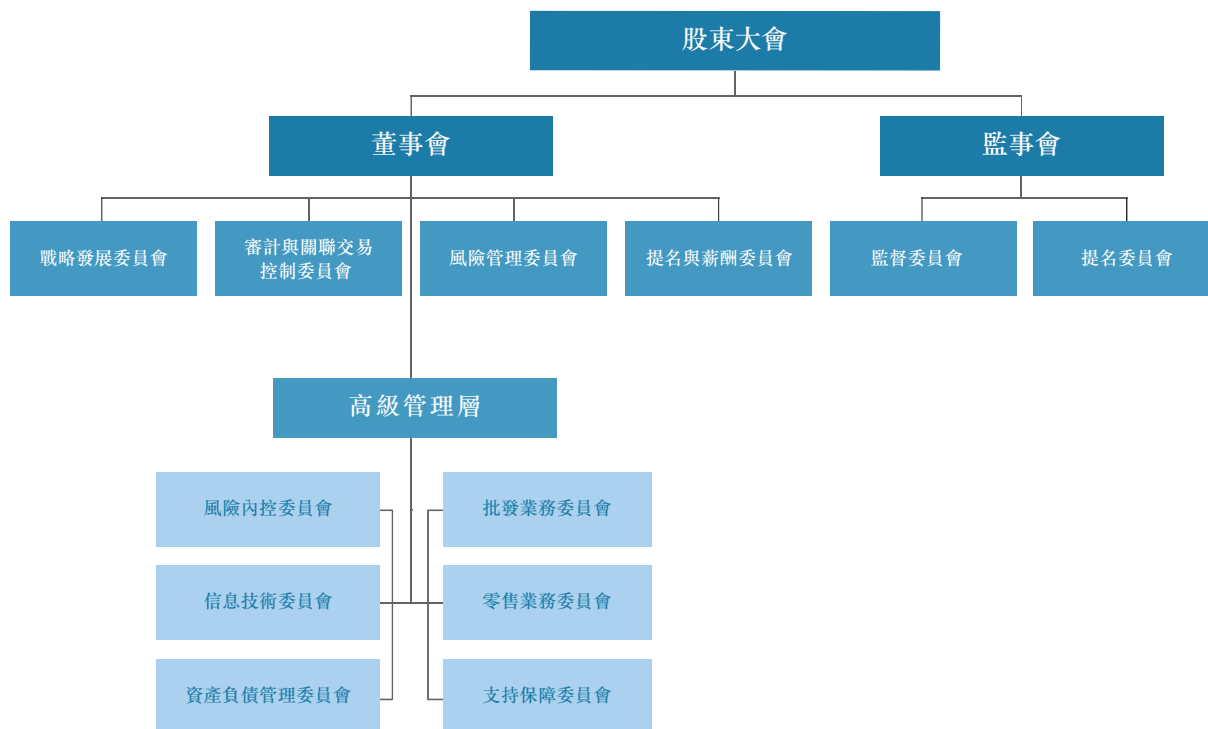 股東大會
董事會
監事會
戰略發展委員會
審計與關聯交易
控制委員會
風險管理委員會
提名與薪酬委員會
監督委員會
提名委員會
高級管理層
風險內控委員會
批發業務委員會
信息技術委員會
零售業務委員會
資產負債管理委員會
支持保障委員會